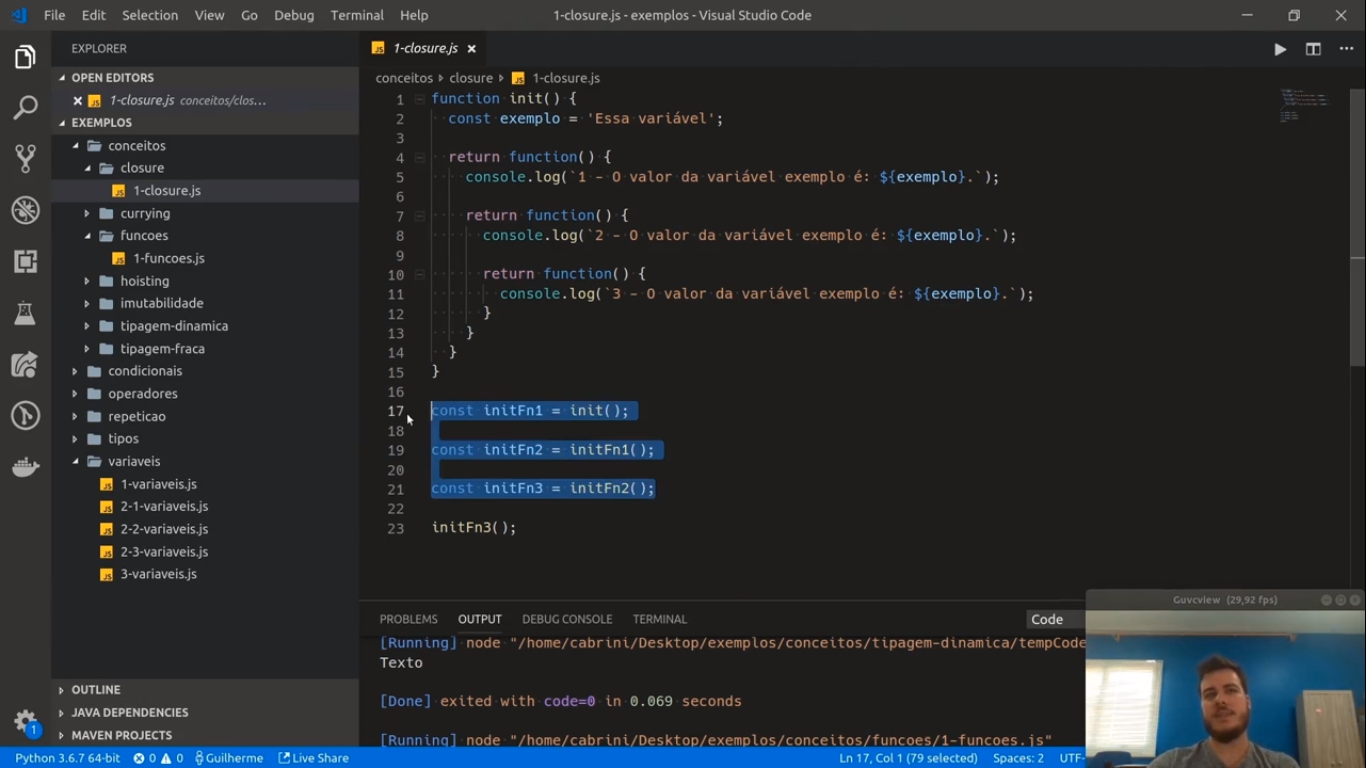 File Edit Selection View Go Debug Terminal Help 1-closure.js - exemplos - Visual Studio Code
EXPLORER
OPEN EDITORS
1-closure.js conceitos/clos...
EXEMPLOS
conceitos
closure
1-closure.js
currying
funcoes
1-funcoes.js
hoisting
imutabilidade
tipagem-dinamica
tipagem-fraca
condicionais
operadores
repeticao
tipos
variaveis
1-variaveis.js
2-1-variaveis.js
2-2-variaveis.js
2-3-variaveis.js
3-variaveis.js
OUTLINE
JAVA DEPENDENCIES
MAVEN PROJECTS
1-closure.js
conceitos closure 1-closure.js
1 function init() {
2 const exemplo = 'Essa variável';
3
4 return function() {
5 console.log(`1 - O valor da variável exemplo é: ${exemplo}.`);
6
7 return function() {
8 console.log(`2 - O valor da variável exemplo é: ${exemplo}.`);
9
10 return function() {
11 console.log(`3 - O valor da variável exemplo é: ${exemplo}.`);
12 }
13 }
14 }
15 }
16
17 const initFn1 = init();
18
19 const initFn2 = initFn1();
20
21 const initFn3 = initFn2();
22
23 initFn3();
PROBLEMS OUTPUT DEBUG CONSOLE TERMINAL Code
[Running] node "/home/cabrini/Desktop/exemplos/conceitos/tipagem-dinamica/tempCode
Texto
[Done] exited with code=0 in 0.069 seconds
[Running] node "/home/cabrini/Desktop/exemplos/conceitos/funcoes/1-funcoes.js"
Guvcview (29,92 fps)
1
Python 3.6.7 64-bit 0 0 Guilherme Live Share Ln 17, Col 1 (79 selected) Spaces: 2 UTF-